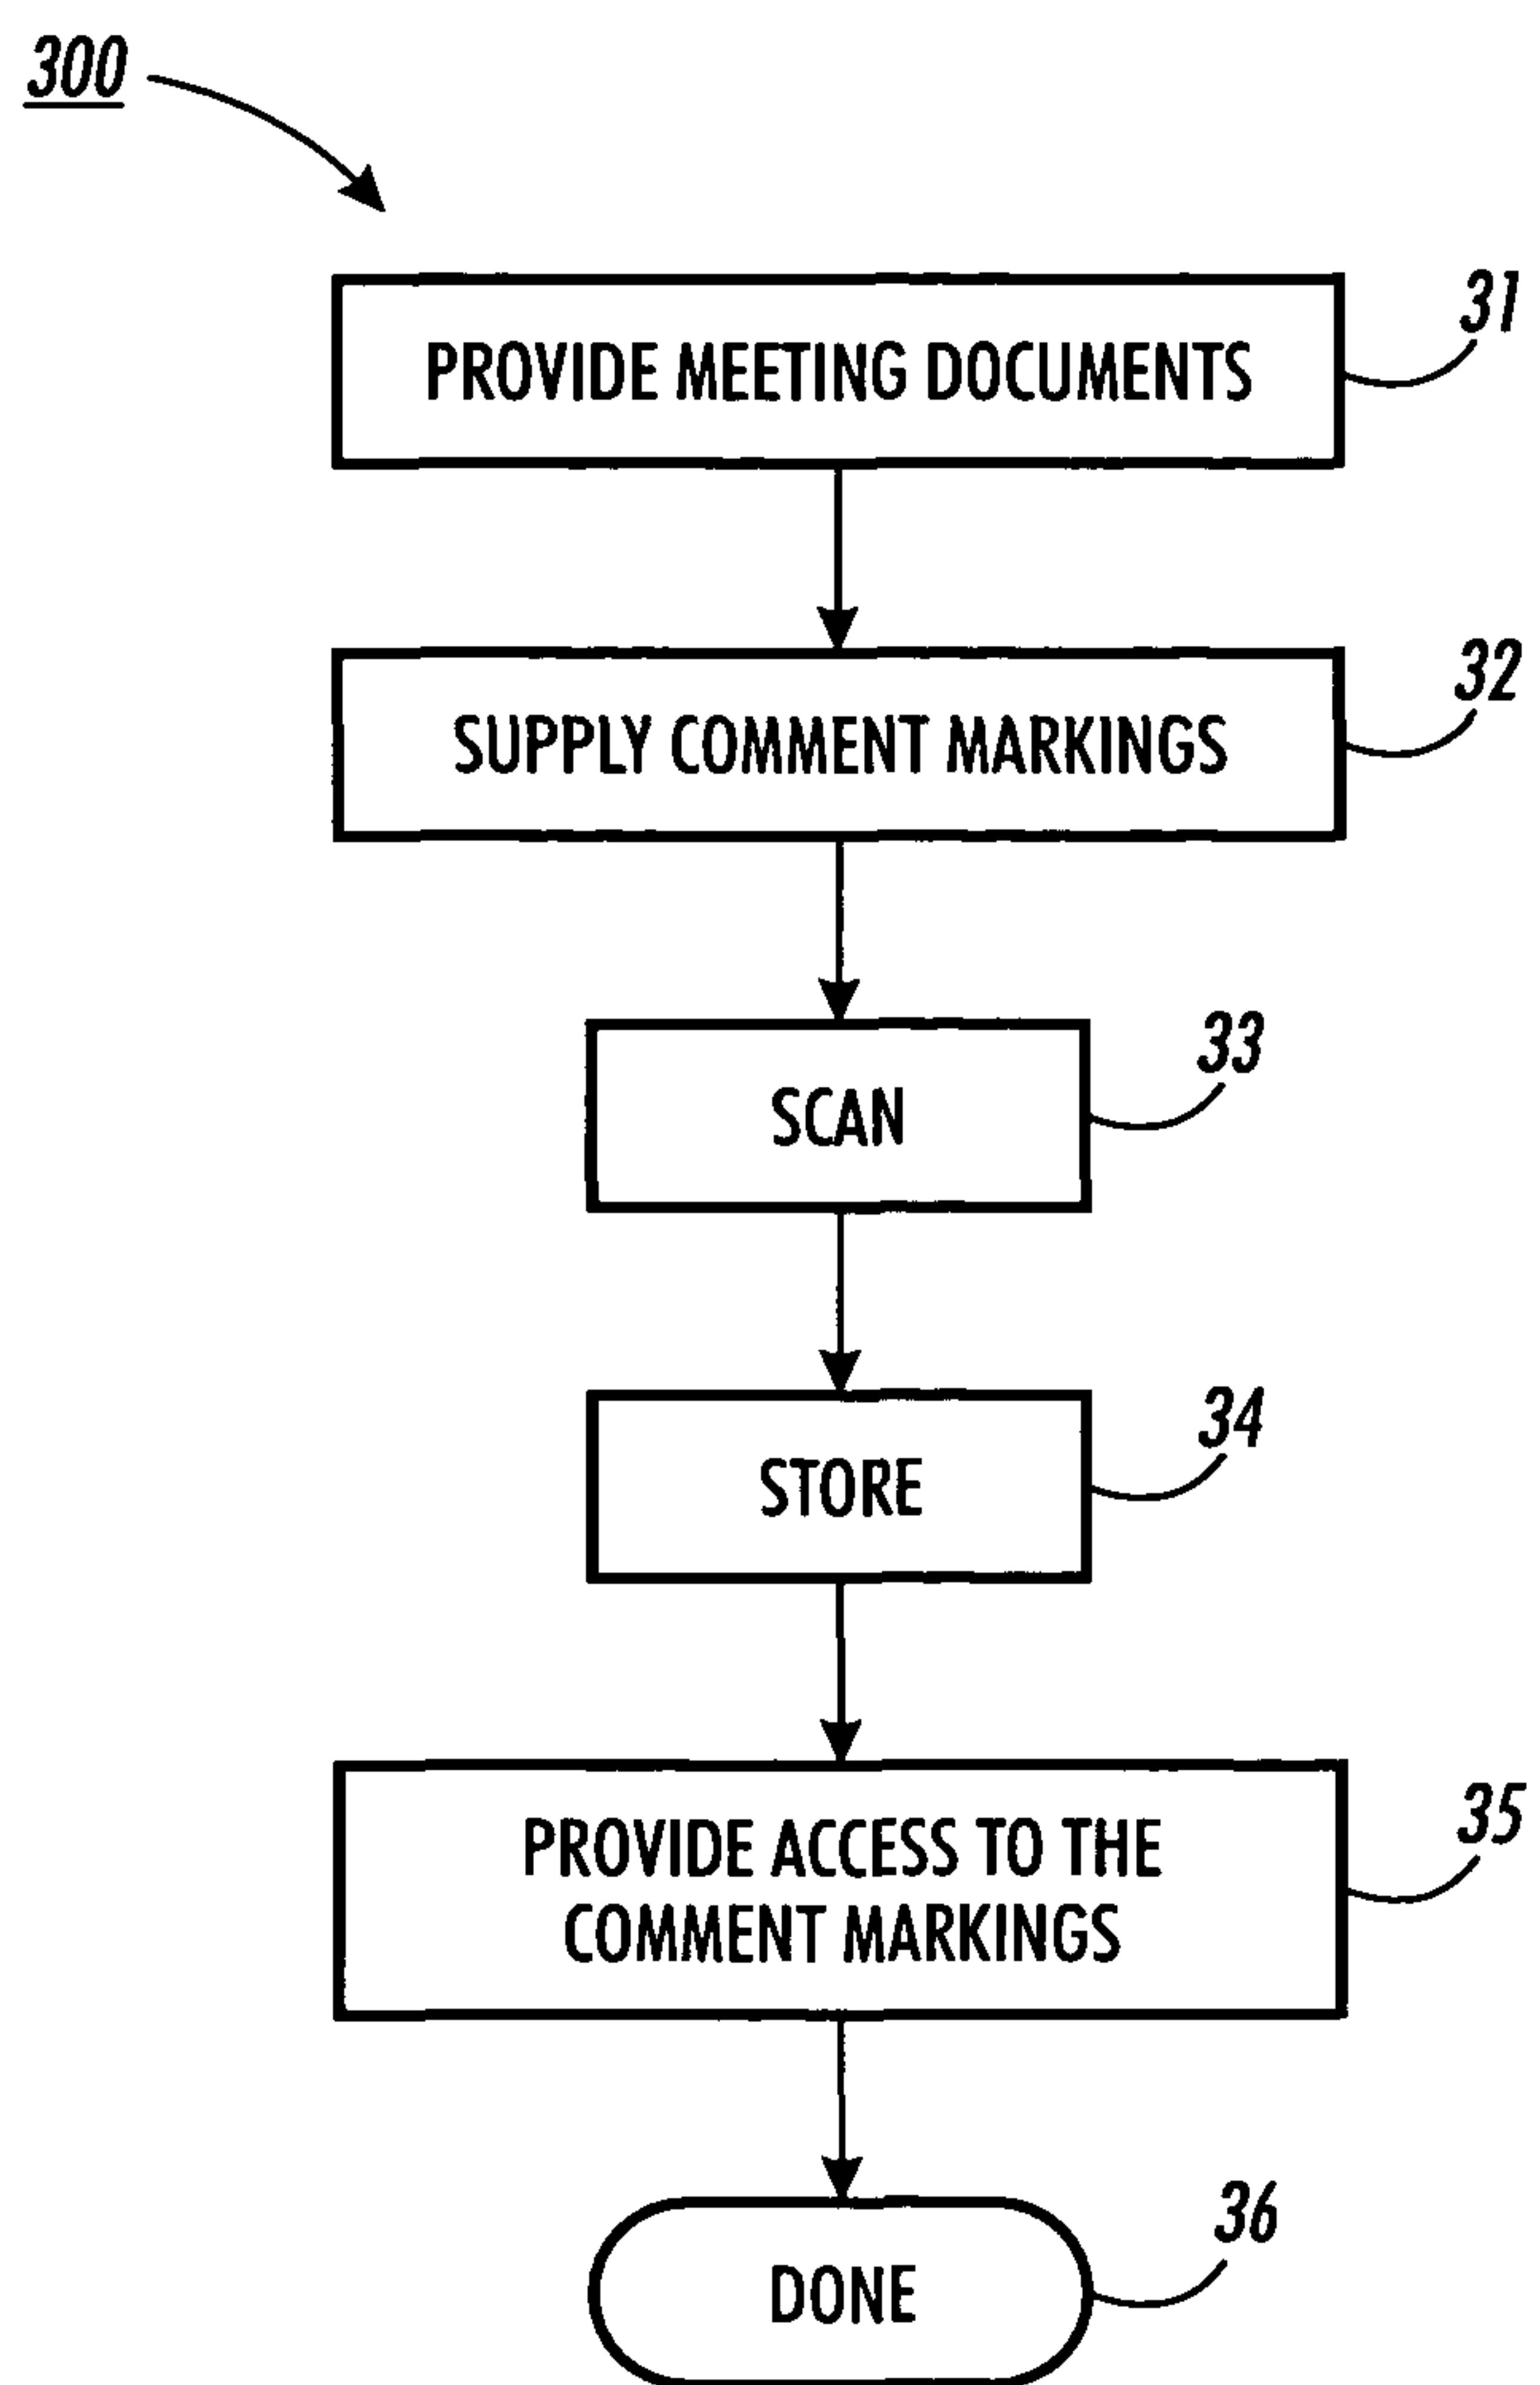 300
PROVIDE MEETING DOCUMENTS
31
SUPPLY COMMENT MARKINGS
32
SCAN
33
STORE
34
PROVIDE ACCESS TO THE
COMMENT MARKINGS
35
DONE
36